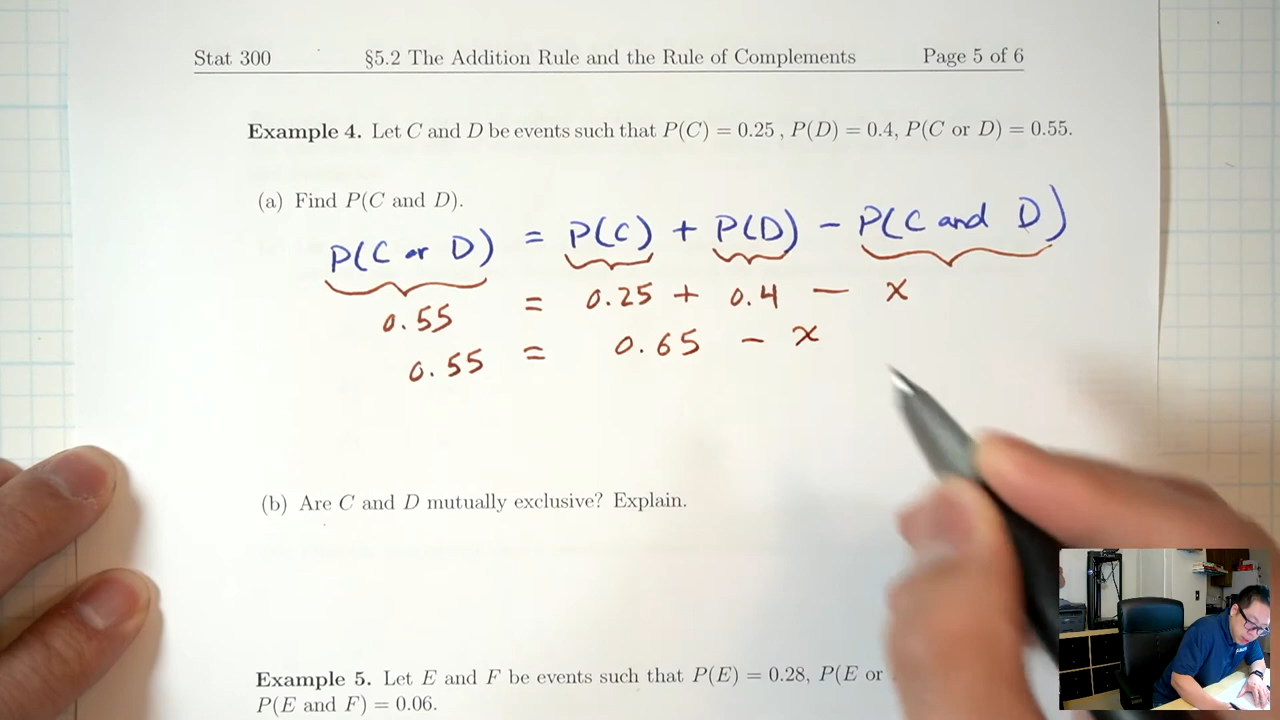 Stat 300 §5.2 The Addition Rule and the Rule of Complements Page 5 of 6
Example 4. Let C and D be events such that P(C) = 0.25 , P(D) = 0.4, P(C or D) = 0.55.
(a) Find P(C and D).
P(C or D) = P(C) + P(D) − P(C and D)
0.55 = 0.25 + 0.4 − x
0.55 = 0.65 − x
(b) Are C and D mutually exclusive? Explain.
Example 5. Let E and F be events such that P(E) = 0.28, P(E or
P(E and F) = 0.06.